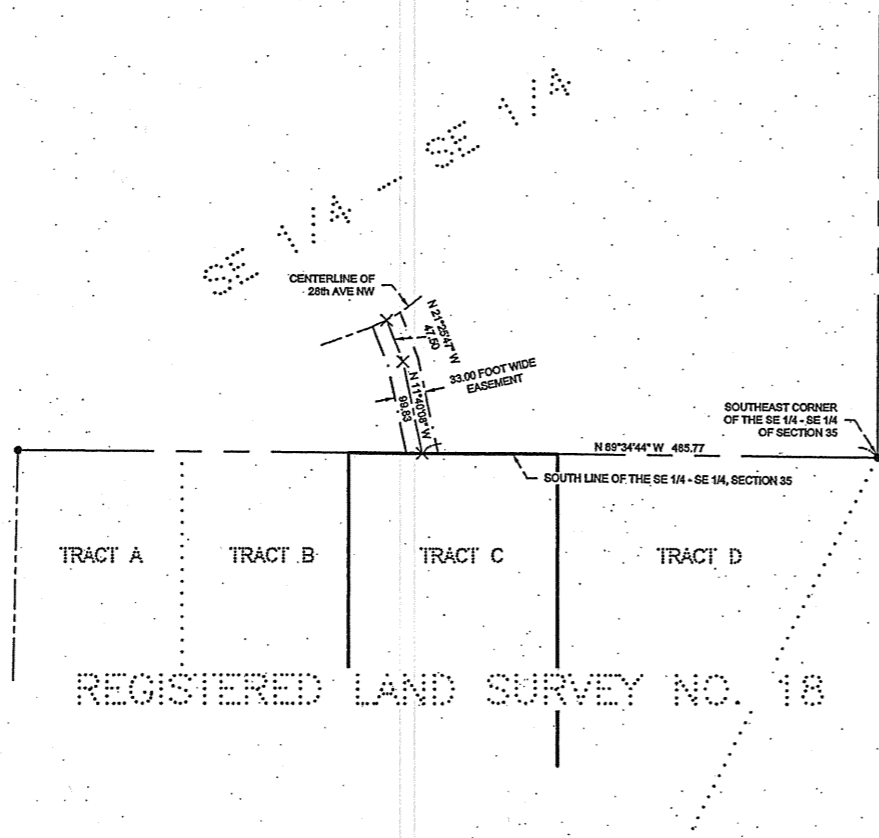 SE 1/4 - SE 1/4
CENTERLINE OF
28th AVE NW
N 21°25'47" W
47.50
33.00 FOOT WIDE
EASEMENT
N 11°40'08" W
99.83
SOUTHEAST CORNER
OF THE SE 1/4 - SE 1/4
OF SECTION 35
N 89°34'44" W 485.77
SOUTH LINE OF THE SE 1/4 - SE 1/4, SECTION 35
TRACT A
TRACT B
TRACT C
TRACT D
REGISTERED LAND SURVEY NO. 18